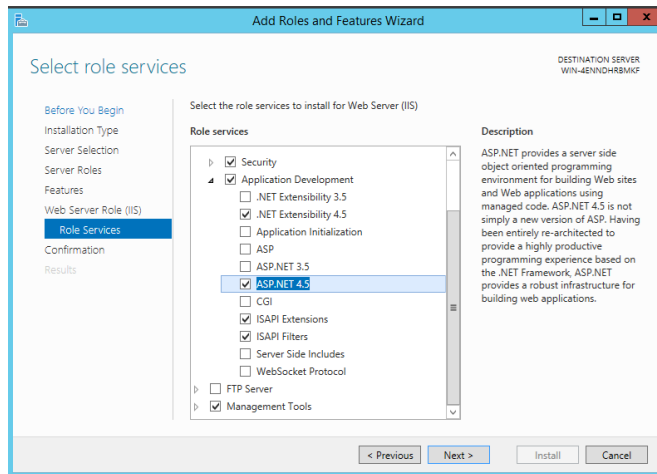 Add Roles and Features Wizard
Select role services
DESTINATION SERVER
WIN-4ENNDHRBMKF
Before You Begin
Installation Type
Server Selection
Server Roles
Features
Web Server Role (IIS)
Role Services
Confirmation
Results
Select the role services to install for Web Server (IIS)
Role services
Security
Application Development
.NET Extensibility 3.5
.NET Extensibility 4.5
Application Initialization
ASP
ASP.NET 3.5
ASP.NET 4.5
CGI
ISAPI Extensions
ISAPI Filters
Server Side Includes
WebSocket Protocol
FTP Server
Management Tools
Description
ASP.NET provides a server side
object oriented programming
environment for building Web sites
and Web applications using
managed code. ASP.NET 4.5 is not
simply a new version of ASP. Having
been entirely re-architected to
provide a highly productive
programming experience based on
the .NET Framework, ASP.NET
provides a robust infrastructure for
building web applications.
< Previous
Next >
Install
Cancel